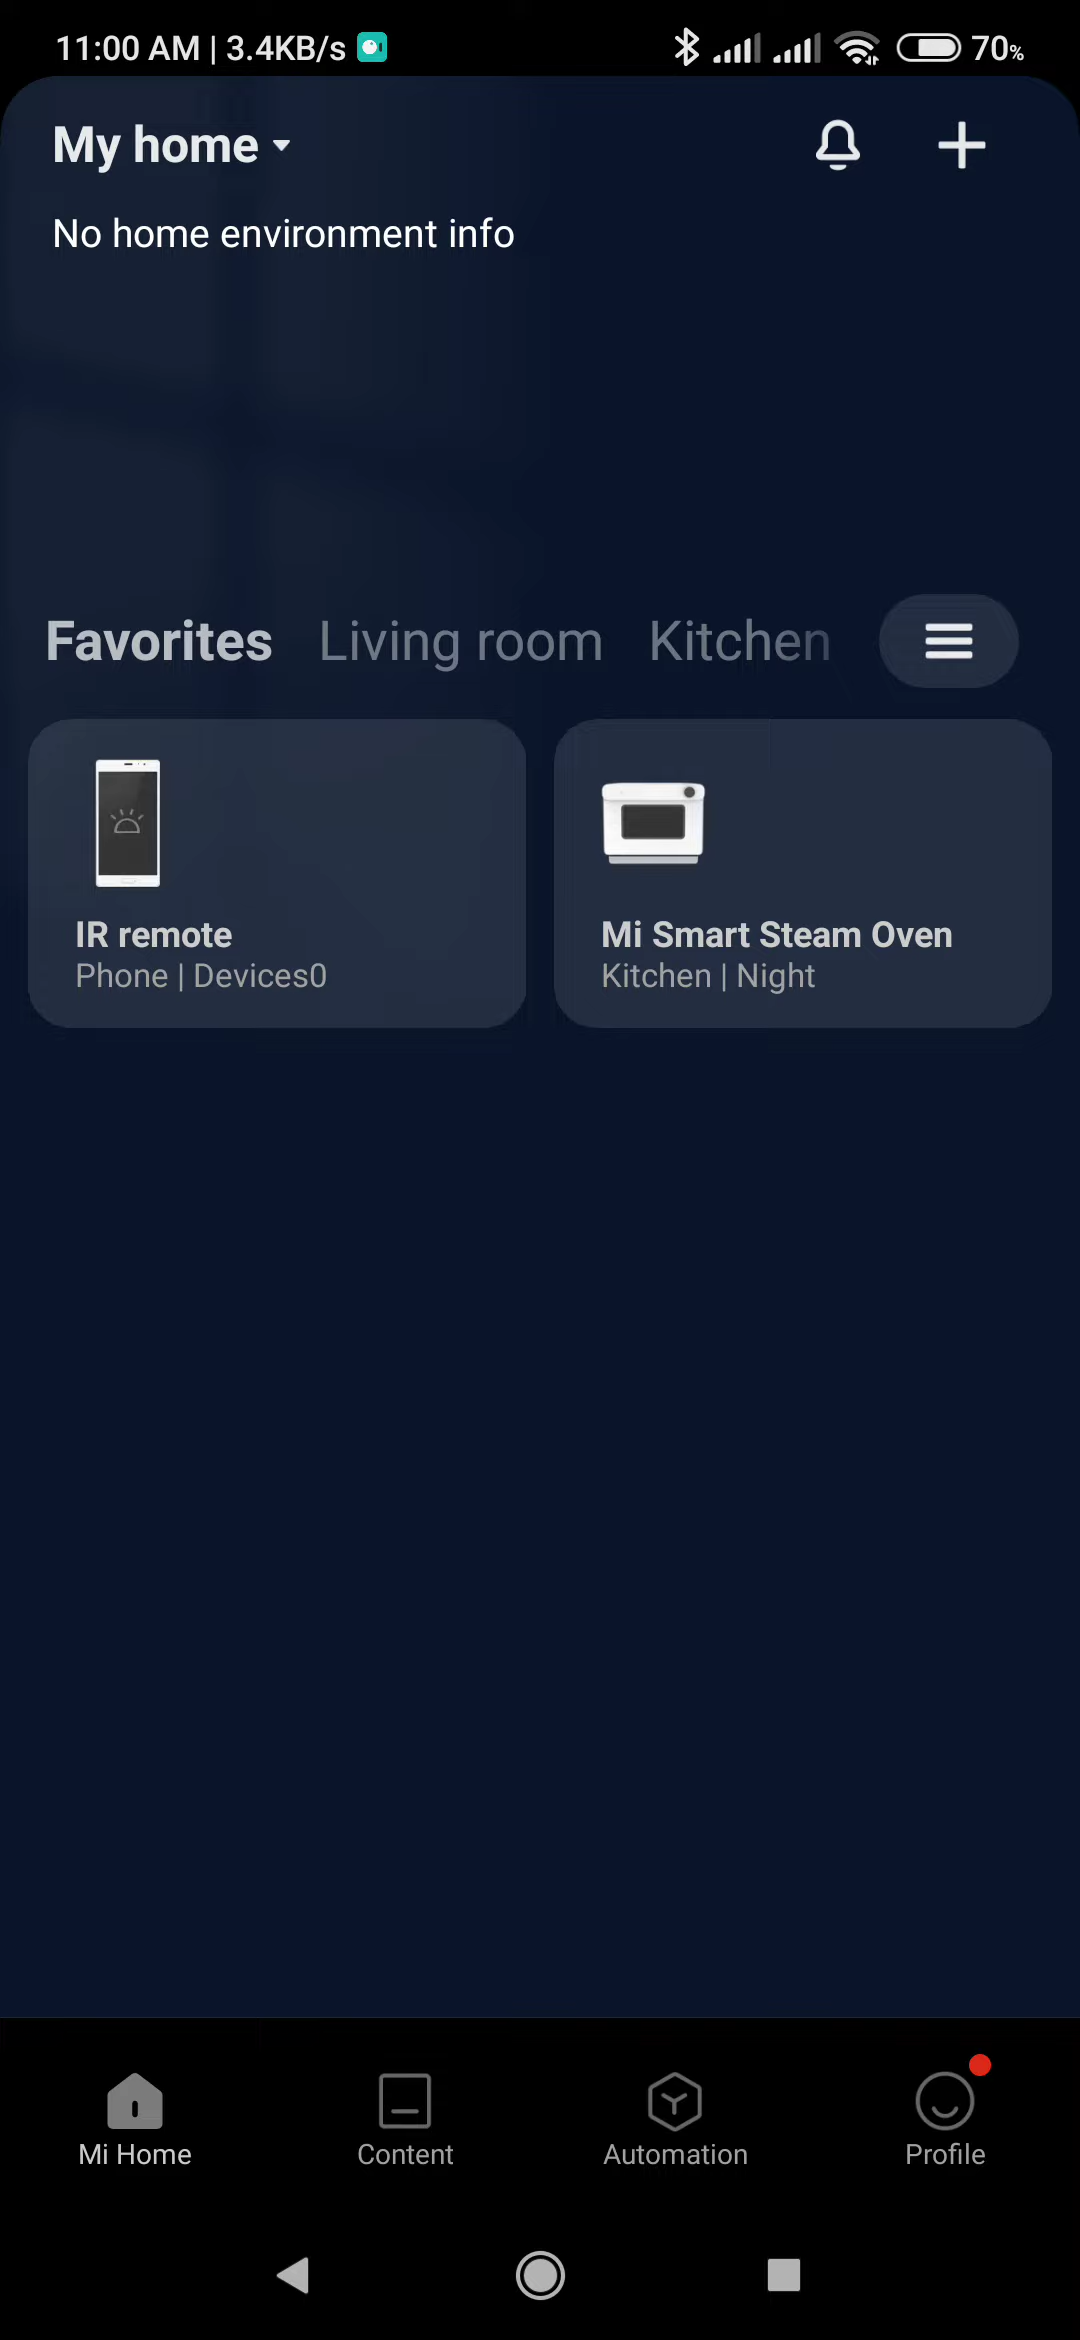 11:00 AM | 3.4KB/s 70%
My home
No home environment info
Favorites Living room Kitchen
IR remote
Phone | Devices0
Mi Smart Steam Oven
Kitchen | Night
Mi Home Content Automation Profile